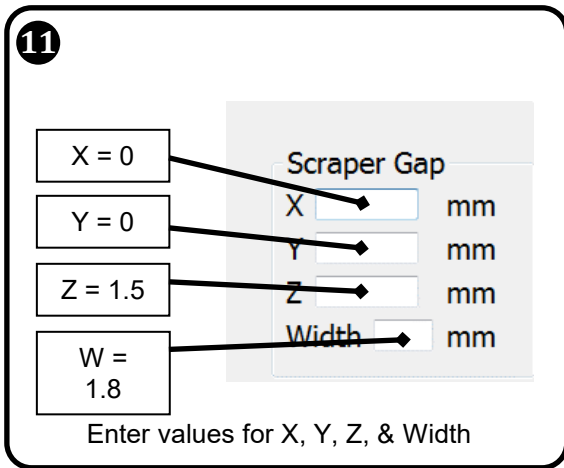 11
X = 0
Y = 0
Z = 1.5
W =
1.8
Scraper Gap
X mm
Y mm
Z mm
Width mm
Enter values for X, Y, Z, & Width